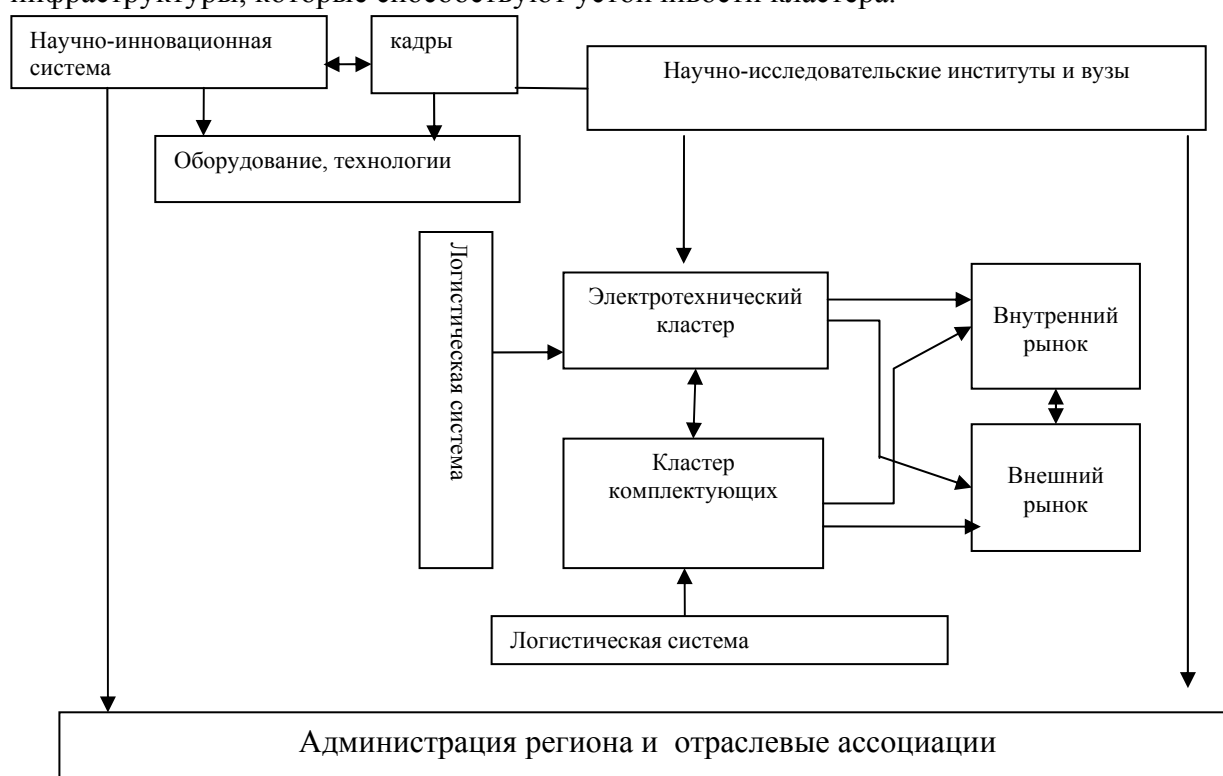 инфраструктуры, которые способствуют устойчивости кластера.
Научно-инновационная
система
кадры
Научно-исследовательские институты и вузы
Оборудование, технологии
Логистическая система
Электротехнический
кластер
Внутренний
рынок
Кластер
комплектующих
Внешний
рынок
Логистическая система
Администрация региона и  отраслевые ассоциации